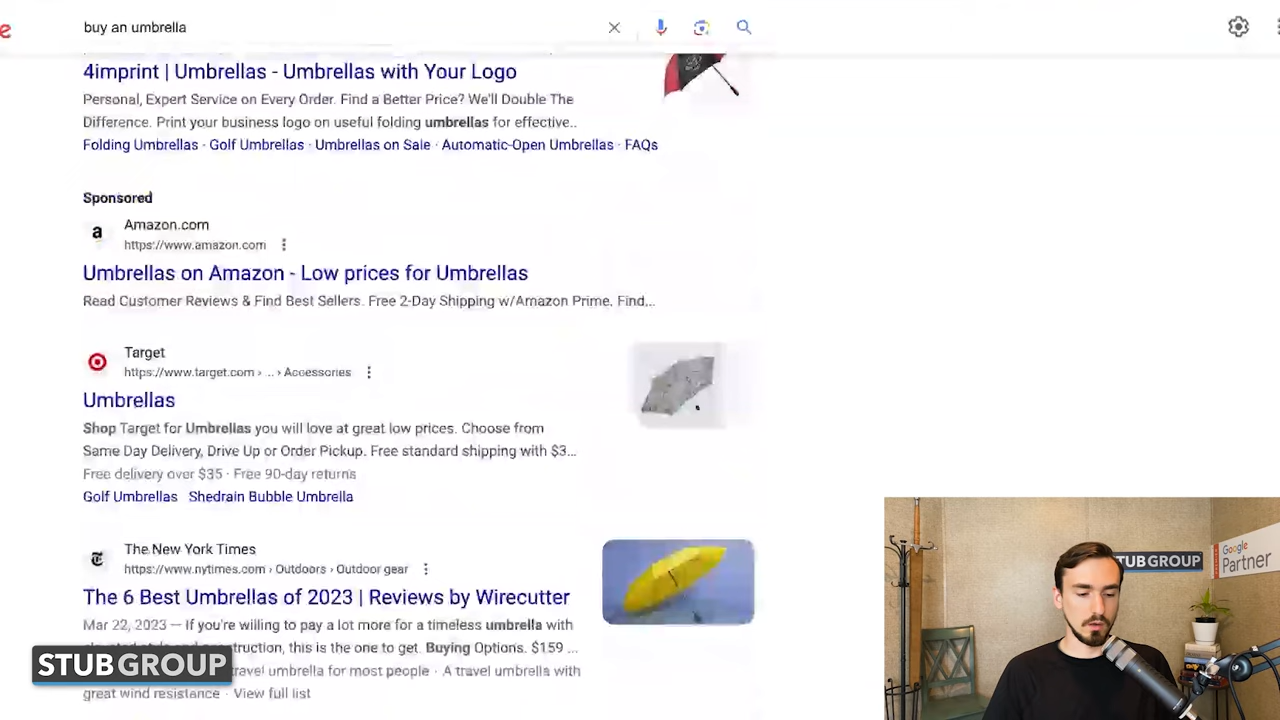 buy an umbrella
4imprint | Umbrellas - Umbrellas with Your Logo
Personal, Expert Service on Every Order. Find a Better Price? We'll Double The
Difference. Print your business logo on useful folding umbrellas for effective..
Folding Umbrellas · Golf Umbrellas · Umbrellas on Sale · Automatic-Open Umbrellas · FAQs
Sponsored
a
Amazon.com
https://www.amazon.com
Umbrellas on Amazon - Low prices for Umbrellas
Read Customer Reviews & Find Best Sellers. Free 2-Day Shipping w/Amazon Prime. Find,...
Target
https://www.target.com › ... › Accessories
Umbrellas
Shop Target for Umbrellas you will love at great low prices. Choose from
Same Day Delivery, Drive Up or Order Pickup. Free standard shipping with $3...
Free delivery over $35 · Free 90-day returns
Golf Umbrellas Shedrain Bubble Umbrella
The New York Times
https://www.nytimes.com › Outdoors › Outdoor gear
The 6 Best Umbrellas of 2023 | Reviews by Wirecutter
Mar 22, 2023 — If you're willing to pay a lot more for a timeless umbrella with
this is the one to get. Buying Options. $159 ...
travel umbrella for most people · A travel umbrella with
great wind resistance · View full list
STUBGROUP
STUBGROUP
Google
Partner